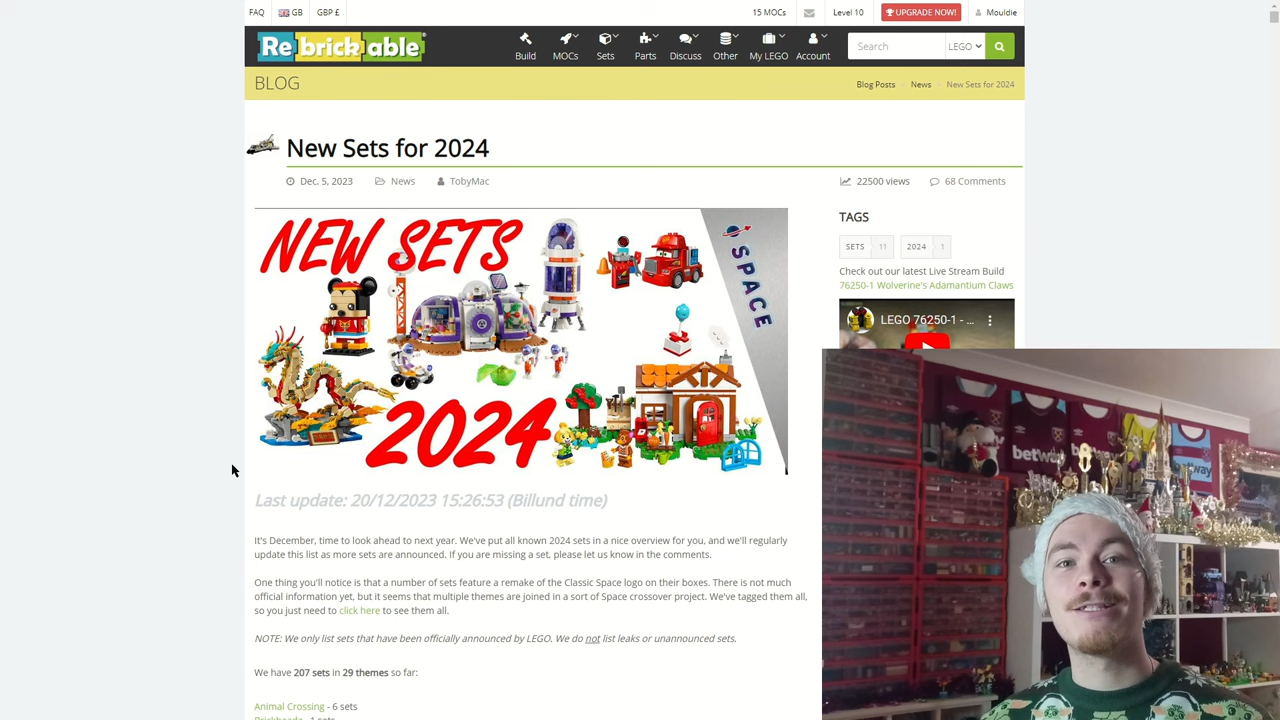 FAQ
GB
GBP £
15 MOCs
Level 10
UPGRADE NOW!
Mouldie
Rebrickable
Build
MOCs
Sets
Parts
Discuss
Other
My LEGO
Account
Search
LEGO
BLOG
Blog Posts
News
New Sets for 2024
New Sets for 2024
Dec. 5, 2023
News
TobyMac
22500 views
68 Comments
NEW SETS
2024
SPACE
TAGS
SETS 11
2024 1
Check out our latest Live Stream Build
76250-1 Wolverine's Adamantium Claws
LEGO 76250-1 - ...
Last update: 20/12/2023 15:26:53 (Billund time)
It's December, time to look ahead to next year. We've put all known 2024 sets in a nice overview for you, and we'll regularly
update this list as more sets are announced. If you are missing a set, please let us know in the comments.
One thing you'll notice is that a number of sets feature a remake of the Classic Space logo on their boxes. There is not much
official information yet, but it seems that multiple themes are joined in a sort of Space crossover project. We've tagged them all,
so you just need to click here to see them all.
NOTE: We only list sets that have been officially announced by LEGO. We do not list leaks or unannounced sets.
We have 207 sets in 29 themes so far:
Animal Crossing - 6 sets
betw
betway